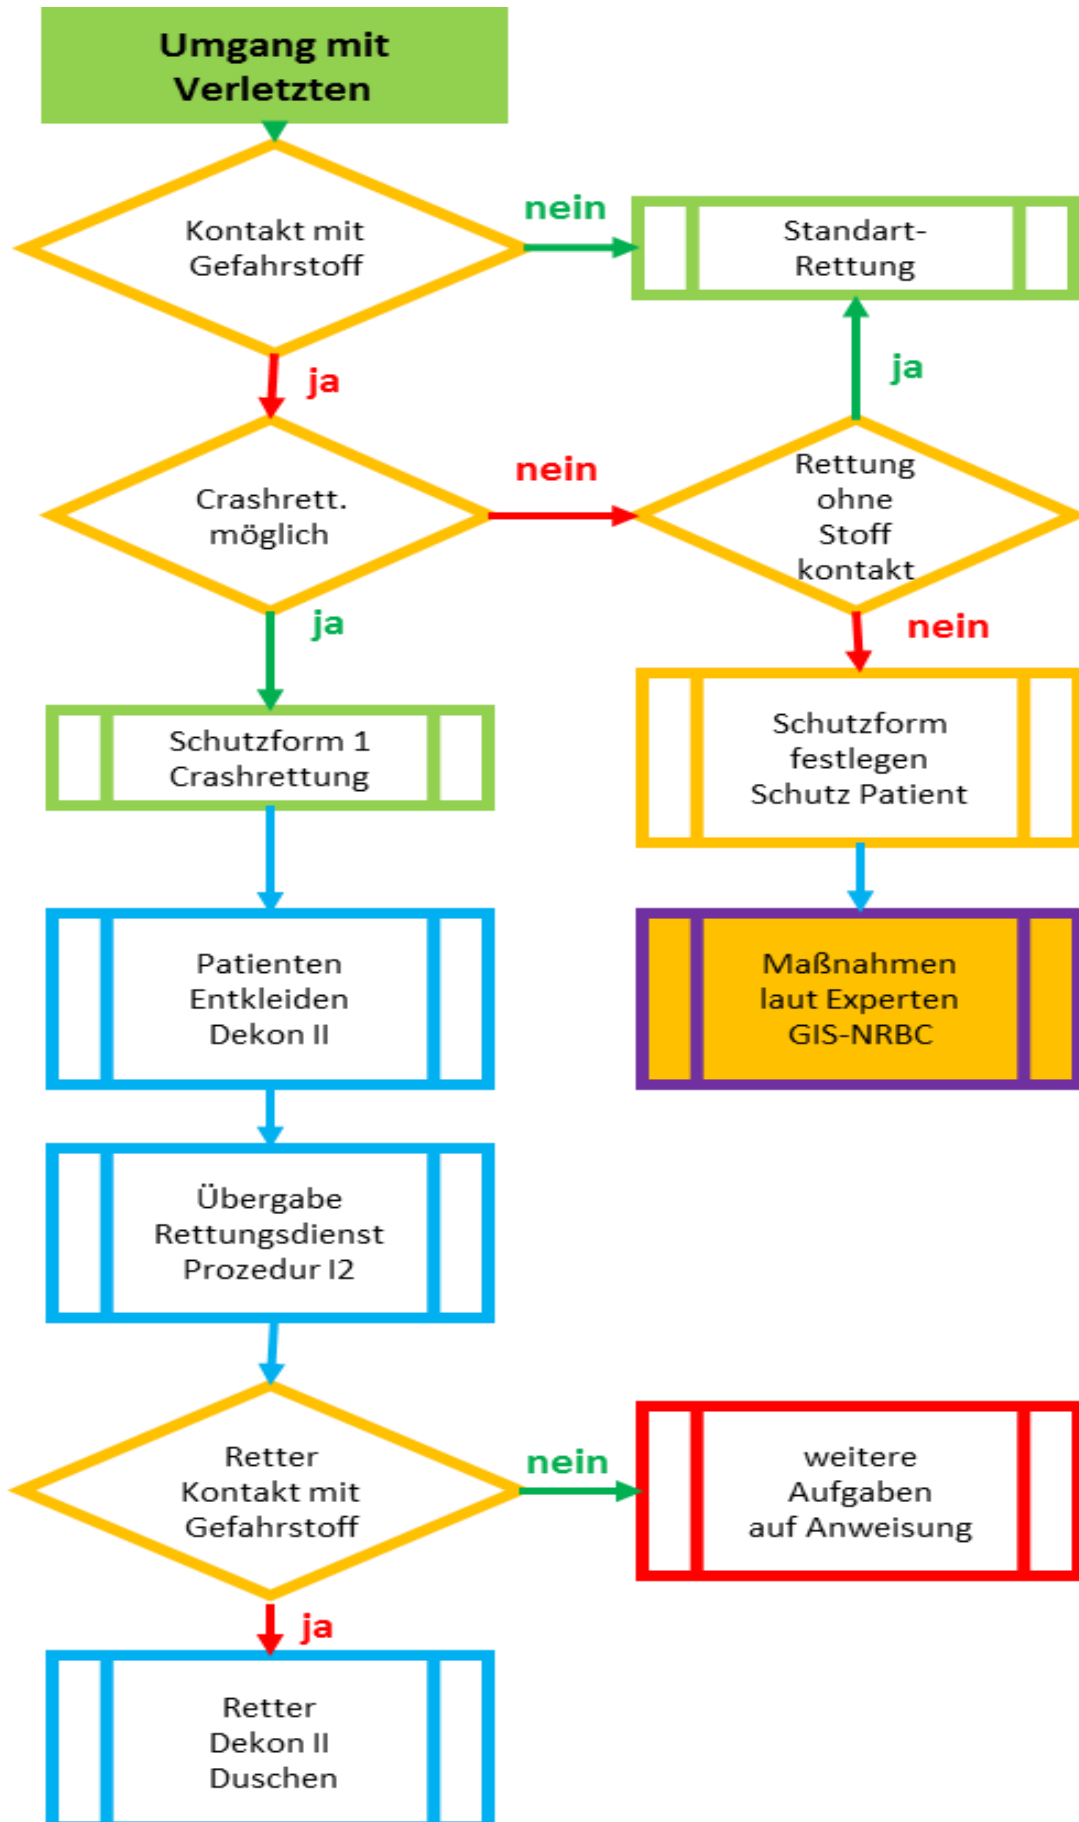 Umgang mit
Verletzten
Kontakt mit
Gefahrstoff
nein
Standart-
Rettung
ja
ja
Crashrett.
möglich
nein
Rettung
ohne
Stoff
kontakt
ja
nein
Schutzform 1
Crashrettung
Schutzform
festlegen
Schutz Patient
Patienten
Entkleiden
Dekon II
Maßnahmen
laut Experten
GIS-NRBC
Übergabe
Rettungsdienst
Prozedur I2
Retter
Kontakt mit
Gefahrstoff
nein
weitere
Aufgaben
auf Anweisung
ja
Retter
Dekon II
Duschen